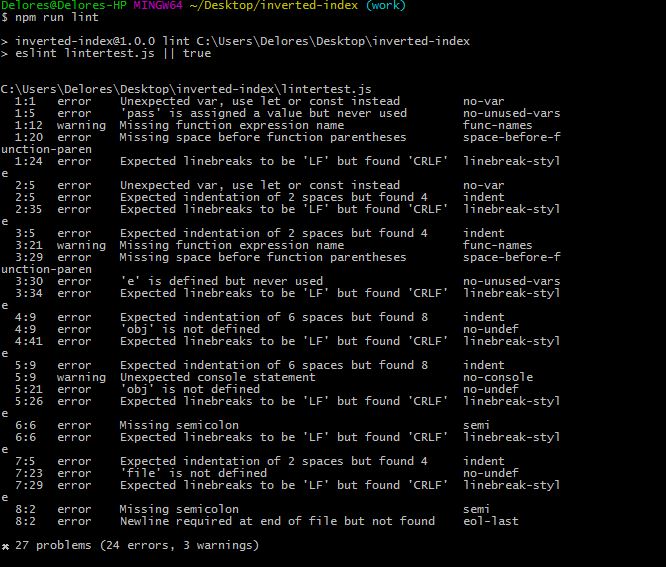 Delores@Delores-HP MINGW64 ~/Desktop/inverted-index (work)
$ npm run lint
> inverted-index@1.0.0 lint C:\Users\Delores\Desktop\inverted-index
> eslint lintertest.js || true
C:\Users\Delores\Desktop\inverted-index\lintertest.js
1:1 error Unexpected var, use let or const instead no-var
1:5 error 'pass' is assigned a value but never used no-unused-vars
1:12 warning Missing function expression name func-names
1:20 error Missing space before function parentheses space-before-f
unction-paren
1:24 error Expected linebreaks to be 'LF' but found 'CRLF' linebreak-styl
e
2:5 error Unexpected var, use let or const instead no-var
2:5 error Expected indentation of 2 spaces but found 4 indent
2:35 error Expected linebreaks to be 'LF' but found 'CRLF' linebreak-styl
e
3:5 error Expected indentation of 2 spaces but found 4 indent
3:21 warning Missing function expression name func-names
3:29 error Missing space before function parentheses space-before-f
unction-paren
3:30 error 'e' is defined but never used no-unused-vars
3:34 error Expected linebreaks to be 'LF' but found 'CRLF' linebreak-styl
e
4:9 error Expected indentation of 6 spaces but found 8 indent
4:9 error 'obj' is not defined no-undef
4:41 error Expected linebreaks to be 'LF' but found 'CRLF' linebreak-styl
e
5:9 error Expected indentation of 6 spaces but found 8 indent
5:9 warning Unexpected console statement no-console
5:21 error 'obj' is not defined no-undef
5:26 error Expected linebreaks to be 'LF' but found 'CRLF' linebreak-styl
e
6:6 error Missing semicolon semi
6:6 error Expected linebreaks to be 'LF' but found 'CRLF' linebreak-styl
e
7:5 error Expected indentation of 2 spaces but found 4 indent
7:23 error 'file' is not defined no-undef
7:29 error Expected linebreaks to be 'LF' but found 'CRLF' linebreak-styl
e
8:2 error Missing semicolon semi
8:2 error Newline required at end of file but not found eol-last
✖ 27 problems (24 errors, 3 warnings)